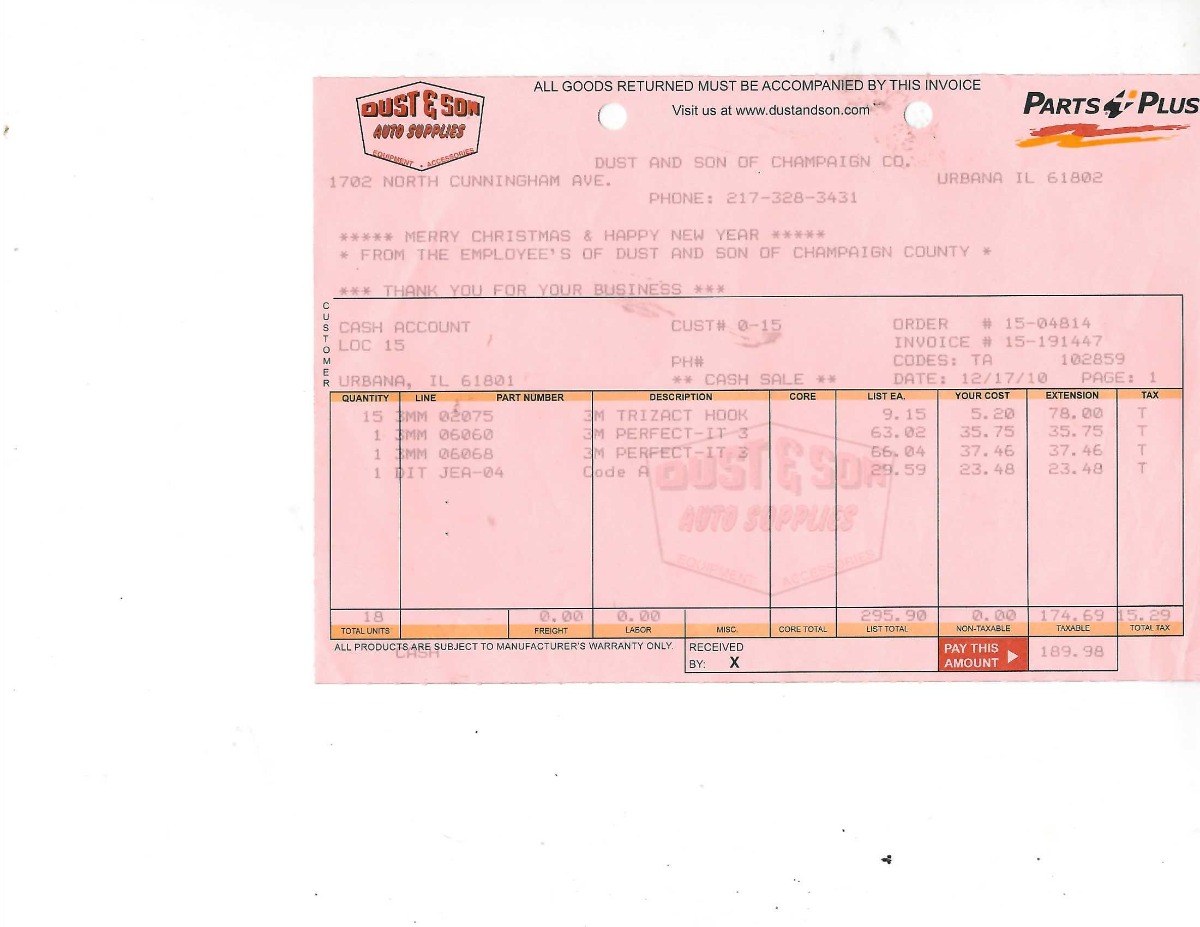 ALL GOODS RETURNED MUST BE ACCOMPANIED BY THIS INVOICE
Visit us at www.dustandson.com
DUST & SON
AUTO SUPPLIES
EQUIPMENT • ACCESSORIES
PARTS PLUS
DUST AND SON OF CHAMPAIGN CO.
1702 NORTH CUNNINGHAM AVE. URBANA IL 61802
PHONE: 217-328-3431
***** MERRY CHRISTMAS & HAPPY NEW YEAR *****
* FROM THE EMPLOYEE'S OF DUST AND SON OF CHAMPAIGN COUNTY *
*** THANK YOU FOR YOUR BUSINESS ***
CUSTOMER
CASH ACCOUNT CUST# 0-15 ORDER # 15-04814
LOC 15 INVOICE # 15-191447
PH# CODES: TA 102859
URBANA, IL 61801 ** CASH SALE ** DATE: 12/17/10 PAGE: 1
QUANTITY LINE PART NUMBER DESCRIPTION CORE LIST EA. YOUR COST EXTENSION TAX
15 3MM 02075 3M TRIZACT HOOK 9.15 5.20 78.00 T
1 3MM 06060 3M PERFECT-IT 3 63.02 35.75 35.75 T
1 3MM 06068 3M PERFECT-IT 3 66.04 37.46 37.46 T
1 DIT JEA-04 Code A 29.59 23.48 23.48 T
DUST & SON
AUTO SUPPLIES
EQUIPMENT ACCESSORIES
18 0.00 0.00 295.90 0.00 174.69 15.29
TOTAL UNITS FREIGHT LABOR MISC. CORE TOTAL LIST TOTAL NON-TAXABLE TAXABLE TOTAL TAX
ALL PRODUCTS ARE SUBJECT TO MANUFACTURER'S WARRANTY ONLY.
CASH
RECEIVED
BY: X
PAY THIS
AMOUNT 189.98